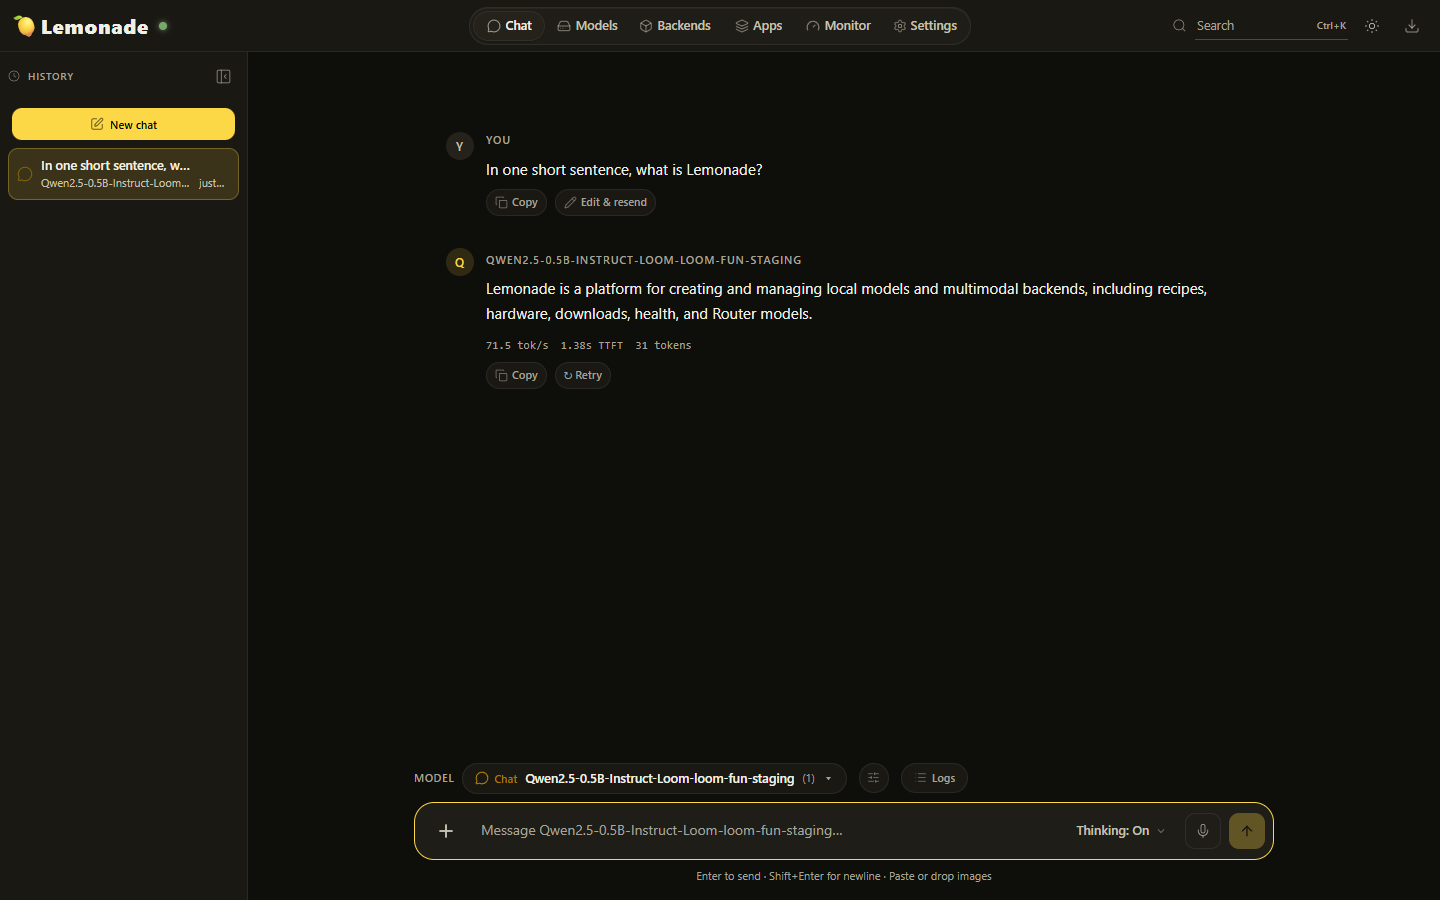 Lemonade
Chat
Models
Backends
Apps
Monitor
Settings
Search
Ctrl+K
HISTORY
New chat
In one short sentence, w...
Qwen2.5-0.5B-Instruct-Loom... just...
Y
YOU
In one short sentence, what is Lemonade?
Copy
Edit & resend
Q
QWEN2.5-0.5B-INSTRUCT-LOOM-LOOM-FUN-STAGING
Lemonade is a platform for creating and managing local models and multimodal backends, including recipes,
hardware, downloads, health, and Router models.
71.5 tok/s 1.38s TTFT 31 tokens
Copy
↻ Retry
MODEL
Chat Qwen2.5-0.5B-Instruct-Loom-loom-fun-staging (1)
Logs
Message Qwen2.5-0.5B-Instruct-Loom-loom-fun-staging...
Thinking: On
Enter to send · Shift+Enter for newline · Paste or drop images